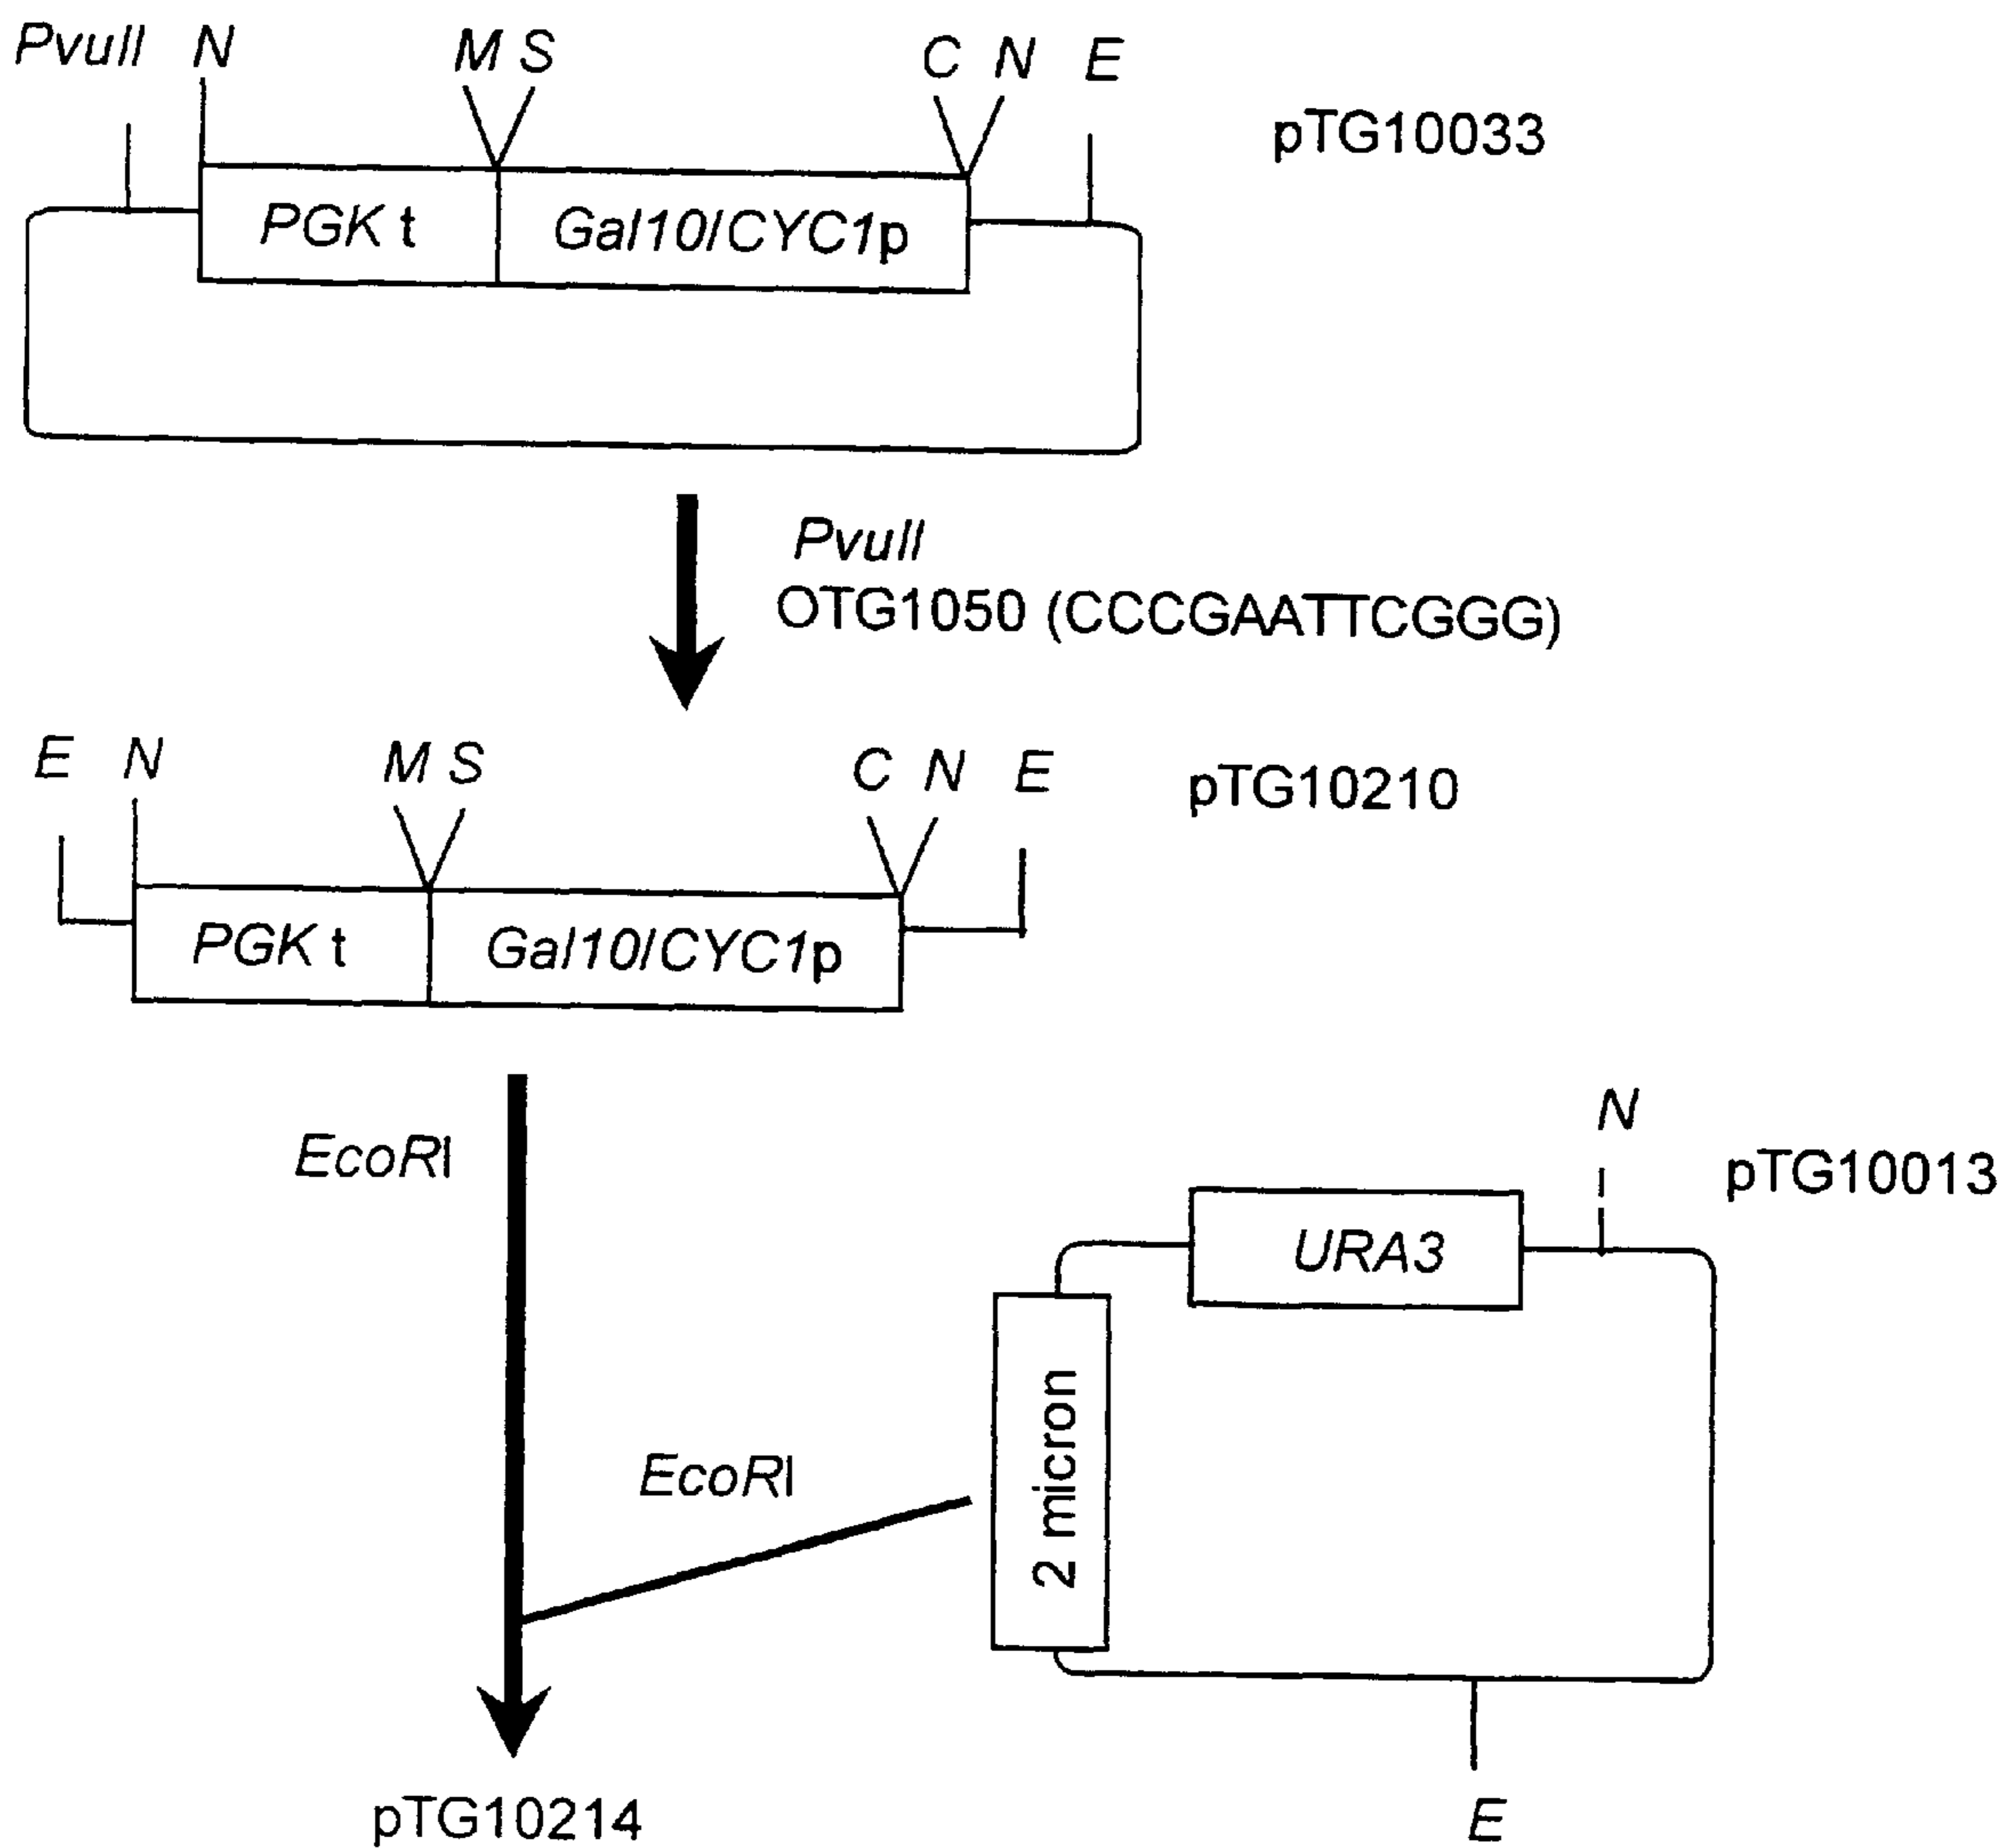 PvuII N M S C N E
pTG10033
PGK t Gal10/CYC1p
PvuII
OTG1050 (CCCGAATTCGGG)
E N M S C N E
pTG10210
PGK t Gal10/CYC1p
EcoRI
N
pTG10013
URA3
2 micron
EcoRI
pTG10214
E